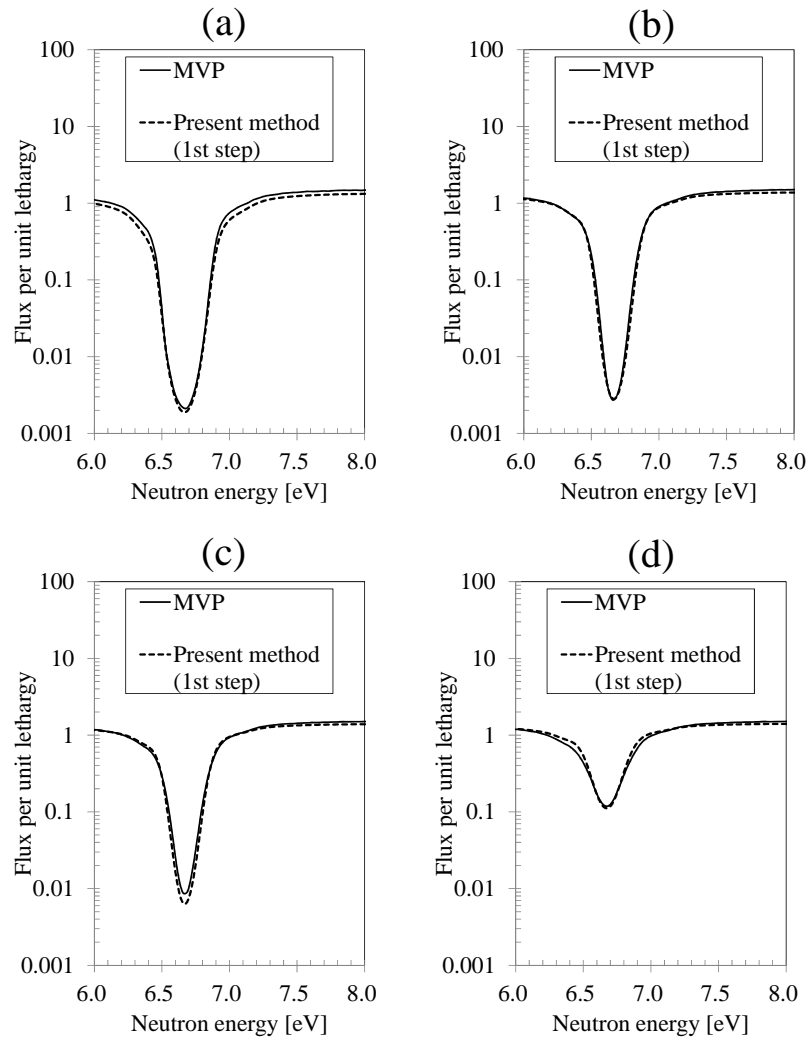 (a)
100
10
1
0.1
0.01
0.001
Flux per unit lethargy
MVP
Present method
(1st step)
6.0 6.5 7.0 7.5 8.0
Neutron energy [eV]
(b)
100
10
1
0.1
0.01
0.001
Flux per unit lethargy
MVP
Present method
(1st step)
6.0 6.5 7.0 7.5 8.0
Neutron energy [eV]
(c)
100
10
1
0.1
0.01
0.001
Flux per unit lethargy
MVP
Present method
(1st step)
6.0 6.5 7.0 7.5 8.0
Neutron energy [eV]
(d)
100
10
1
0.1
0.01
0.001
Flux per unit lethargy
MVP
Present method
(1st step)
6.0 6.5 7.0 7.5 8.0
Neutron energy [eV]